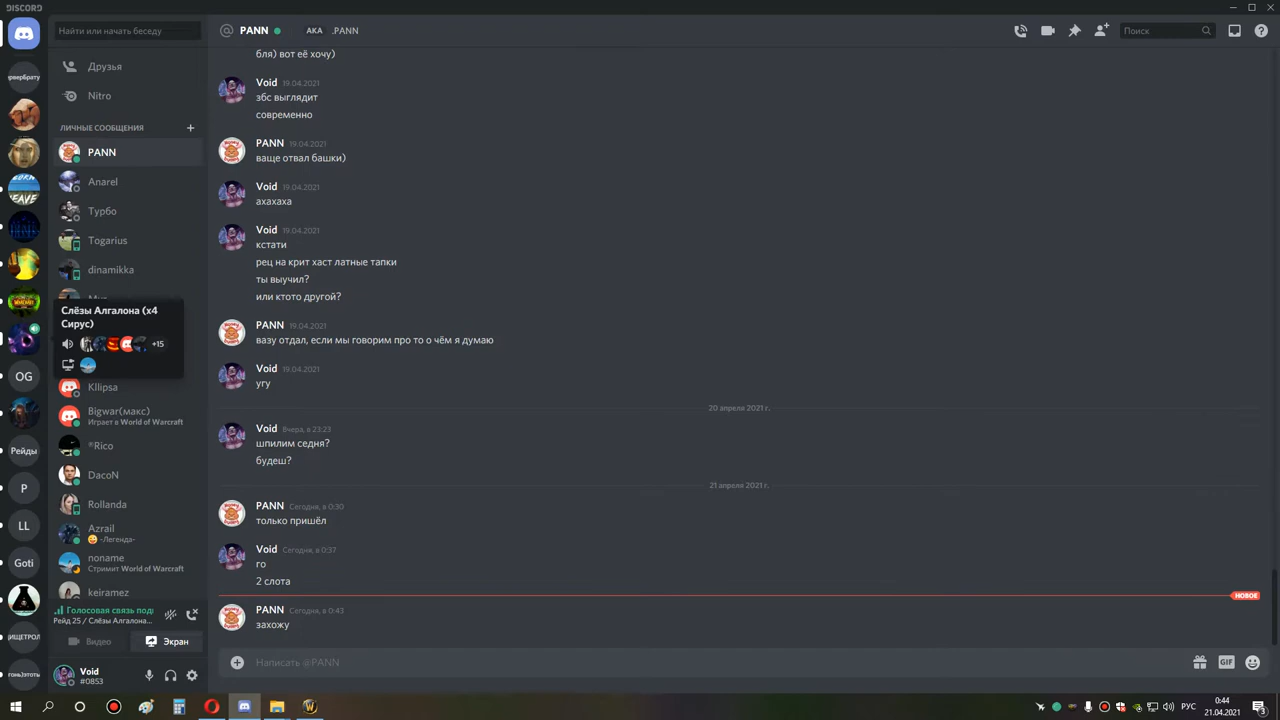 DISCORD
Найти или начать беседу
@ PANN
AKA .PANN
Поиск
Друзья
Nitro
ЛИЧНЫЕ СООБЩЕНИЯ
PANN
Anarel
Турбо
Togarius
dinamikka
Слёзы Алгалона (x4 Сирус)
+15
Kllipsa
Bigwar(макс)
Играет в World of Warcraft
®Rico
DacoN
Rollanda
Azrail
-Легенда-
noname
Стримит World of Warcraft
keiramez
OG
Рейды
P
LL
Goti
Голосовая связь подк
Рейд 25 / Слёзы Алгалона...
Видео
Экран
Void
#0853
бля) вот её хочу)
Void 19.04.2021
збс выглядит
современно
PANN 19.04.2021
ваще отвал башки)
Void 19.04.2021
ахахаха
Void 19.04.2021
кстати
рец на крит хаст латные тапки
ты выучил?
или ктото другой?
PANN 19.04.2021
вазу отдал, если мы говорим про то о чём я думаю
Void 19.04.2021
угу
20 апреля 2021 г.
Void Вчера, в 23:23
шпилим седня?
будеш?
21 апреля 2021 г.
PANN Сегодня, в 0:30
только пришёл
Void Сегодня, в 0:37
го
2 слота
НОВОЕ
PANN Сегодня, в 0:43
захожу
Написать @PANN
GIF
РУС
0:44
21.04.2021
3